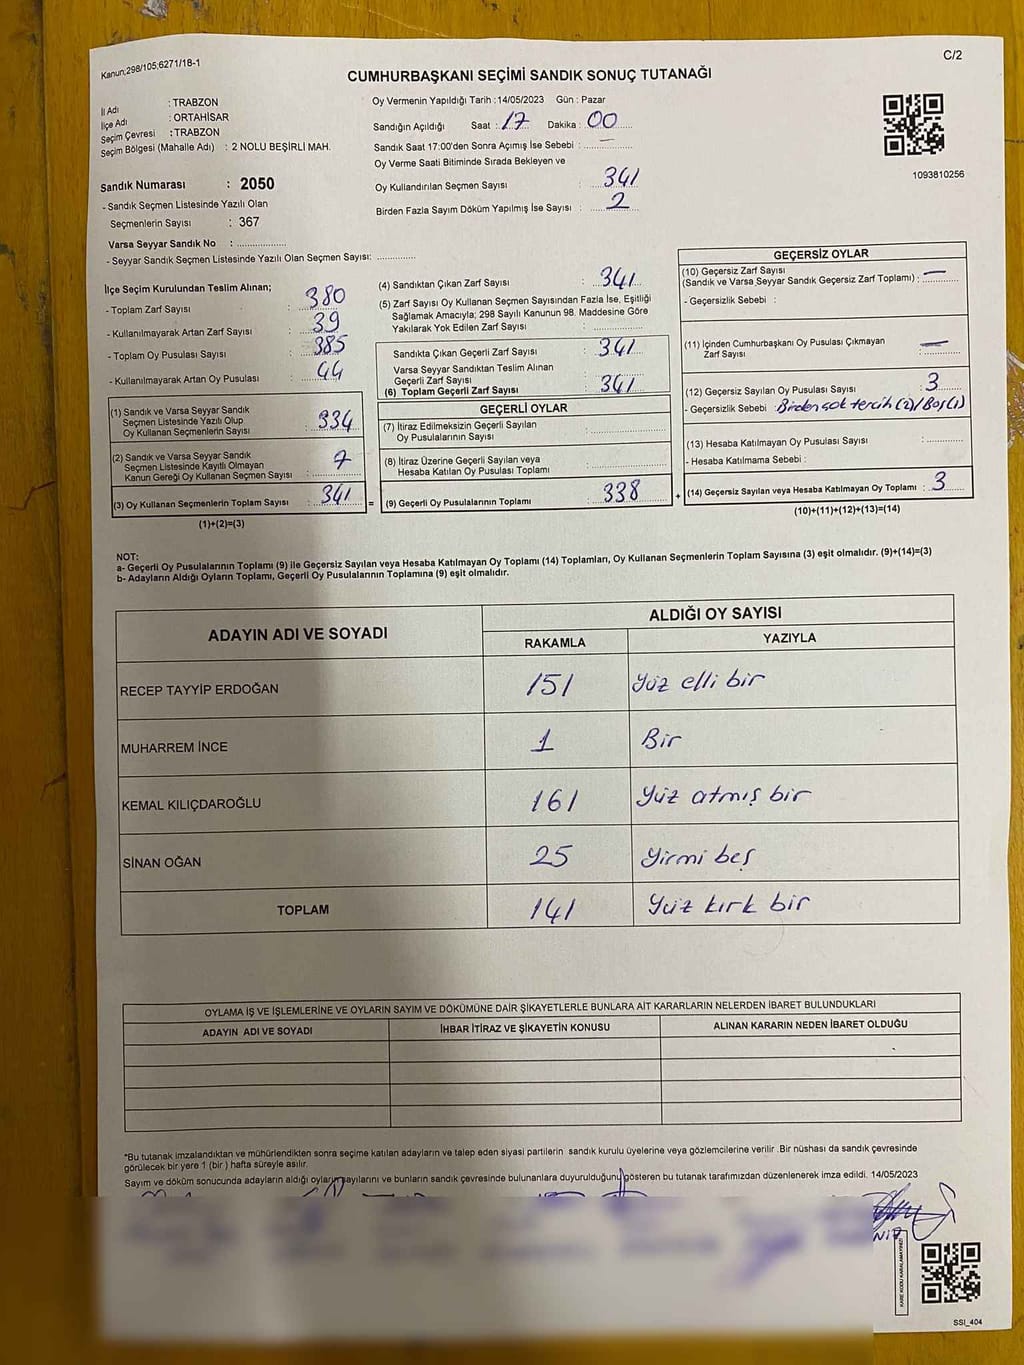 Kanun:298/105;6271/18-1
C/2
CUMHURBAŞKANI SEÇİMİ SANDIK SONUÇ TUTANAĞI
İl Adı : TRABZON
İlçe Adı : ORTAHİSAR
Seçim Çevresi : TRABZON
Seçim Bölgesi (Mahalle Adı) : 2 NOLU BEŞİRLİ MAH.
Sandık Numarası : 2050
- Sandık Seçmen Listesinde Yazılı Olan
Seçmenlerin Sayısı : 367
Varsa Seyyar Sandık No : ..................
- Seyyar Sandık Seçmen Listesinde Yazılı Olan Seçmen Sayısı: .............
Oy Vermenin Yapıldığı Tarih :14/05/2023 Gün : Pazar
Sandığın Açıldığı Saat : 17 Dakika : 00
Sandık Saat 17:00'den Sonra Açımış İse Sebebi : —
Oy Verme Saati Bitiminde Sırada Bekleyen ve
Oy Kullandırılan Seçmen Sayısı : 341
Birden Fazla Sayım Döküm Yapılmış İse Sayısı : 2
1093810256
İlçe Seçim Kurulundan Teslim Alınan;
- Toplam Zarf Sayısı : 380
- Kullanılmayarak Artan Zarf Sayısı : 39
- Toplam Oy Pusulası Sayısı : 385
- Kullanılmayarak Artan Oy Pusulası : 44
(1) Sandık ve Varsa Seyyar Sandık
Seçmen Listesinde Yazılı Olup
Oy Kullanan Seçmenlerin Sayısı : 334
(2) Sandık ve Varsa Seyyar Sandık
Seçmen Listesinde Kayıtlı Olmayan
Kanun Gereği Oy Kullanan Seçmen Sayısı : 7
(3) Oy Kullanan Seçmenlerin Toplam Sayısı : 341 =
(1)+(2)=(3)
(4) Sandıktan Çıkan Zarf Sayısı : 341
(5) Zarf Sayısı Oy Kullanan Seçmen Sayısından Fazla İse, Eşitliği
Sağlamak Amacıyla; 298 Sayılı Kanunun 98. Maddesine Göre
Yakılarak Yok Edilen Zarf Sayısı : ..............
Sandıkta Çıkan Geçerli Zarf Sayısı : 341
Varsa Seyyar Sandıktan Teslim Alınan
Geçerli Zarf Sayısı
(6) Toplam Geçerli Zarf Sayısı : 341
GEÇERLİ OYLAR
(7) İtiraz Edilmeksizin Geçerli Sayılan
Oy Pusulalarının Sayısı : ..............
(8) İtiraz Üzerine Geçerli Sayılan veya
Hesaba Katılan Oy Pusulası Toplamı : ..............
(9) Geçerli Oy Pusulalarının Toplamı : 338 +
GEÇERSİZ OYLAR
(10) Geçersiz Zarf Sayısı
(Sandık ve Varsa Seyyar Sandık Geçersiz Zarf Toplamı) : —
- Geçersizlik Sebebi :
(11) İçinden Cumhurbaşkanı Oy Pusulası Çıkmayan
Zarf Sayısı : —
(12) Geçersiz Sayılan Oy Pusulası Sayısı : 3
- Geçersizlik Sebebi : Birden çok tercih (2) / Boş (1)
(13) Hesaba Katılmayan Oy Pusulası Sayısı : ..........
- Hesaba Katılmama Sebebi :
(14) Geçersiz Sayılan veya Hesaba Katılmayan Oy Toplamı : 3
(10)+(11)+(12)+(13)=(14)
NOT:
a- Geçerli Oy Pusulalarının Toplamı (9) ile Geçersiz Sayılan veya Hesaba Katılmayan Oy Toplamı (14) Toplamları, Oy Kullanan Seçmenlerin Toplam Sayısına (3) eşit olmalıdır. (9)+(14)=(3)
b- Adayların Aldığı Oyların Toplamı, Geçerli Oy Pusulalarının Toplamına (9) eşit olmalıdır.
ADAYIN ADI VE SOYADI
ALDIĞI OY SAYISI
RAKAMLA YAZIYLA
RECEP TAYYİP ERDOĞAN 151 Yüz elli bir
MUHARREM İNCE 1 Bir
KEMAL KILIÇDAROĞLU 161 Yüz atmış bir
SİNAN OĞAN 25 Yirmi beş
TOPLAM 141 Yüz kırk bir
OYLAMA İŞ VE İŞLEMLERİNE VE OYLARIN SAYIM VE DÖKÜMÜNE DAİR ŞİKAYETLERLE BUNLARA AİT KARARLARIN NELERDEN İBARET BULUNDUKLARI
ADAYIN ADI VE SOYADI İHBAR İTİRAZ VE ŞİKAYETİN KONUSU ALINAN KARARIN NEDEN İBARET OLDUĞU
*Bu tutanak imzalandıktan ve mühürlendikten sonra seçime katılan adayların ve talep eden siyasi partilerin sandık kurulu üyelerine veya gözlemcilerine verilir .Bir nüshası da sandık çevresinde
görülecek bir yere 1 (bir ) hafta süreyle asılır.
Sayım ve döküm sonucunda adayların aldığı oyların sayılarını ve bunların sandık çevresinde bulunanlara duyurulduğunu gösteren bu tutanak tarafımızdan düzenlenerek imza edildi. 14/05/2023
KARE KODU KARALAMAYINIZ!
SSI_404